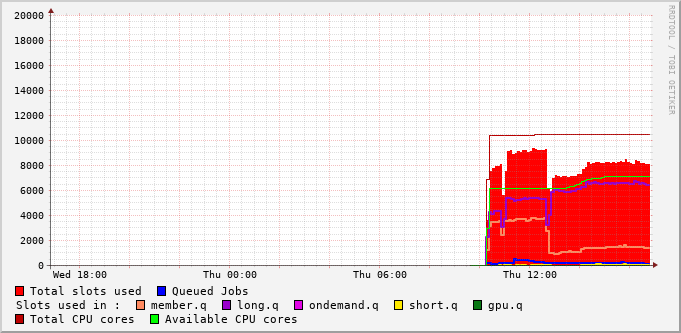 RRDTOOL / TOBI OETIKER
20000
18000
16000
14000
12000
10000
8000
6000
4000
2000
0
Wed 18:00 Thu 00:00 Thu 06:00 Thu 12:00
Total slots used Queued Jobs
Slots used in : member.q long.q ondemand.q short.q gpu.q
Total CPU cores Available CPU cores